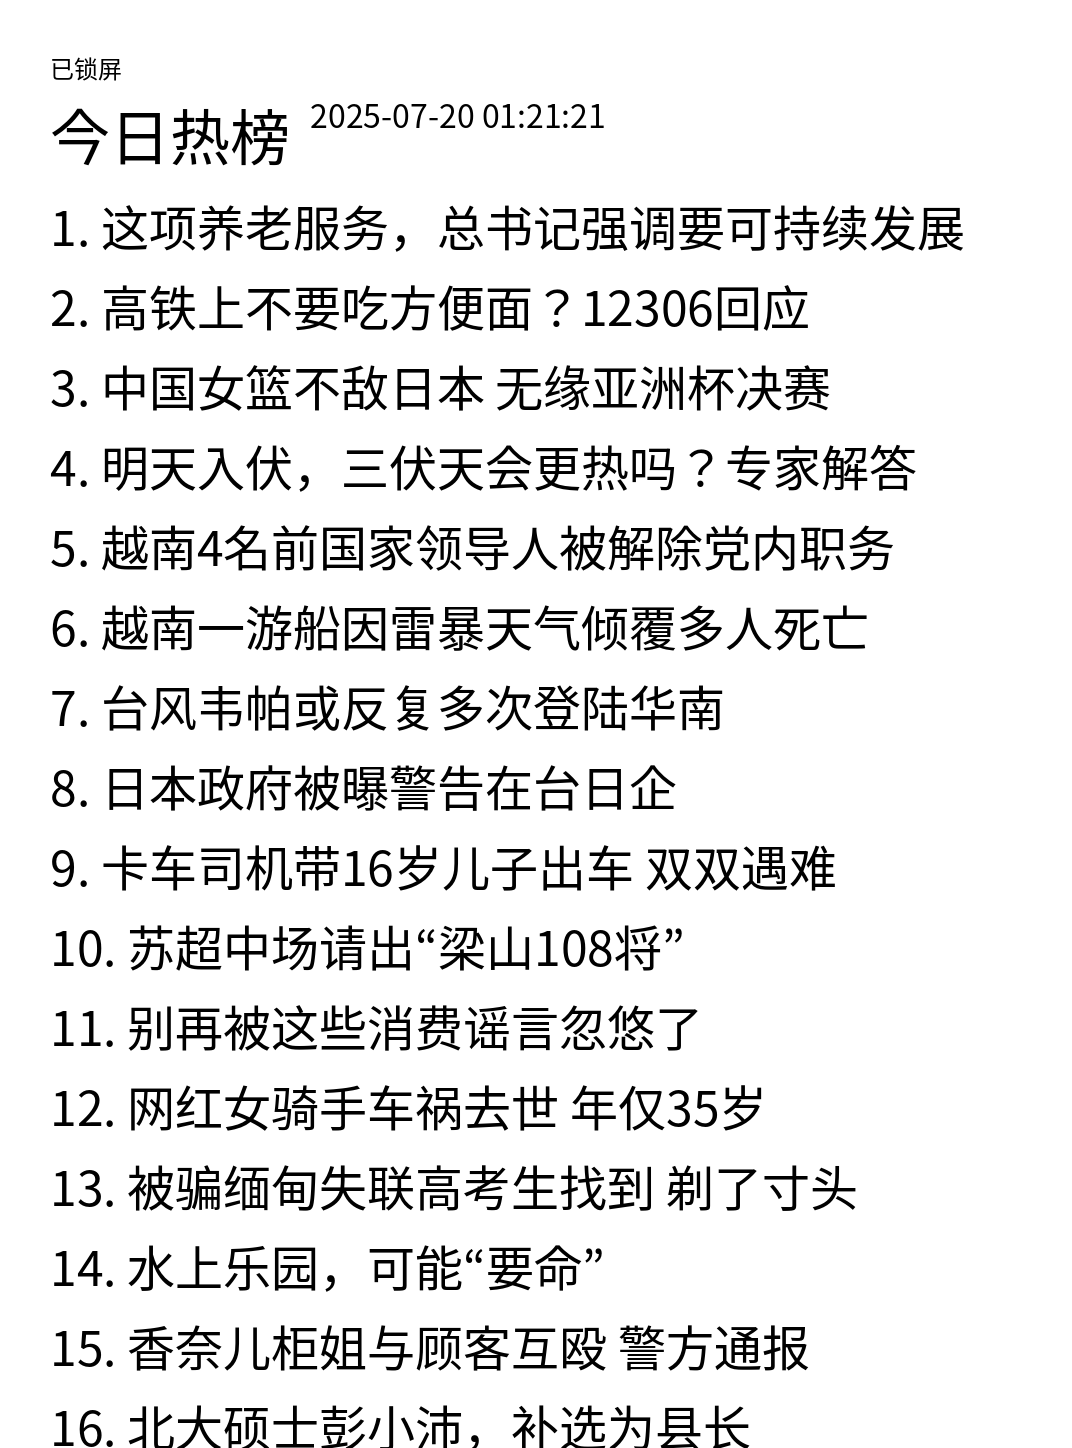 已锁屏
今日热榜 2025-07-20 01:21:21
1. 这项养老服务，总书记强调要可持续发展
2. 高铁上不要吃方便面？12306回应
3. 中国女篮不敌日本 无缘亚洲杯决赛
4. 明天入伏，三伏天会更热吗？专家解答
5. 越南4名前国家领导人被解除党内职务
6. 越南一游船因雷暴天气倾覆多人死亡
7. 台风韦帕或反复多次登陆华南
8. 日本政府被曝警告在台日企
9. 卡车司机带16岁儿子出车 双双遇难
10. 苏超中场请出“梁山108将”
11. 别再被这些消费谣言忽悠了
12. 网红女骑手车祸去世 年仅35岁
13. 被骗缅甸失联高考生找到 剃了寸头
14. 水上乐园，可能“要命”
15. 香奈儿柜姐与顾客互殴 警方通报
16. 北大硕士彭小沛，补选为县长